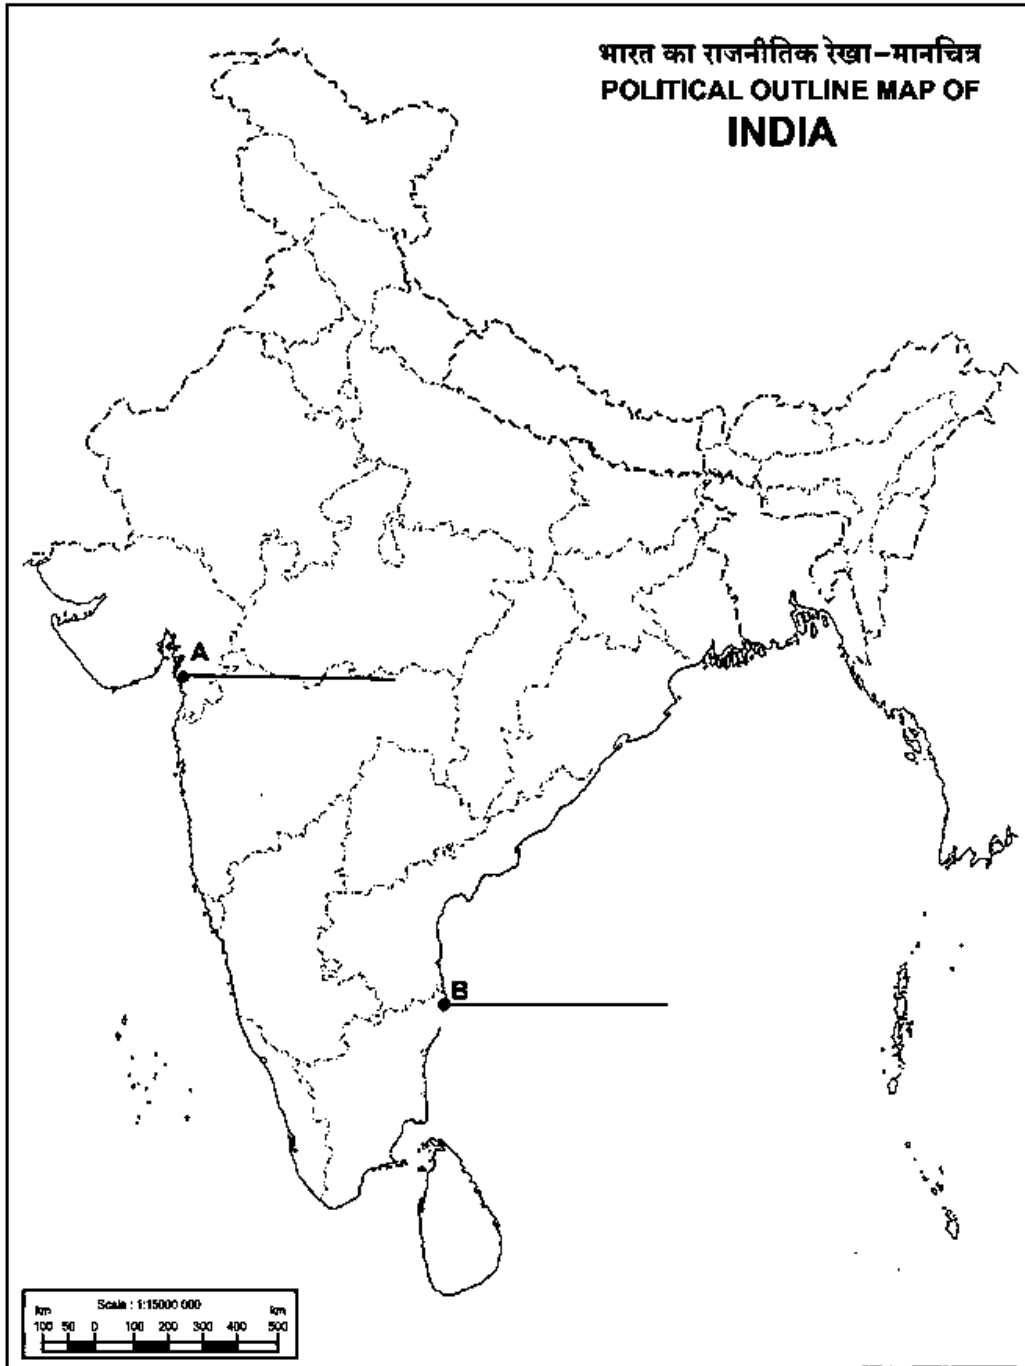 भारत का राजनीतिक रेखा-मानचित्र
POLITICAL OUTLINE MAP OF
INDIA
A
B
Scale : 1:15000 000
km km
100 50 0 100 200 300 400 500